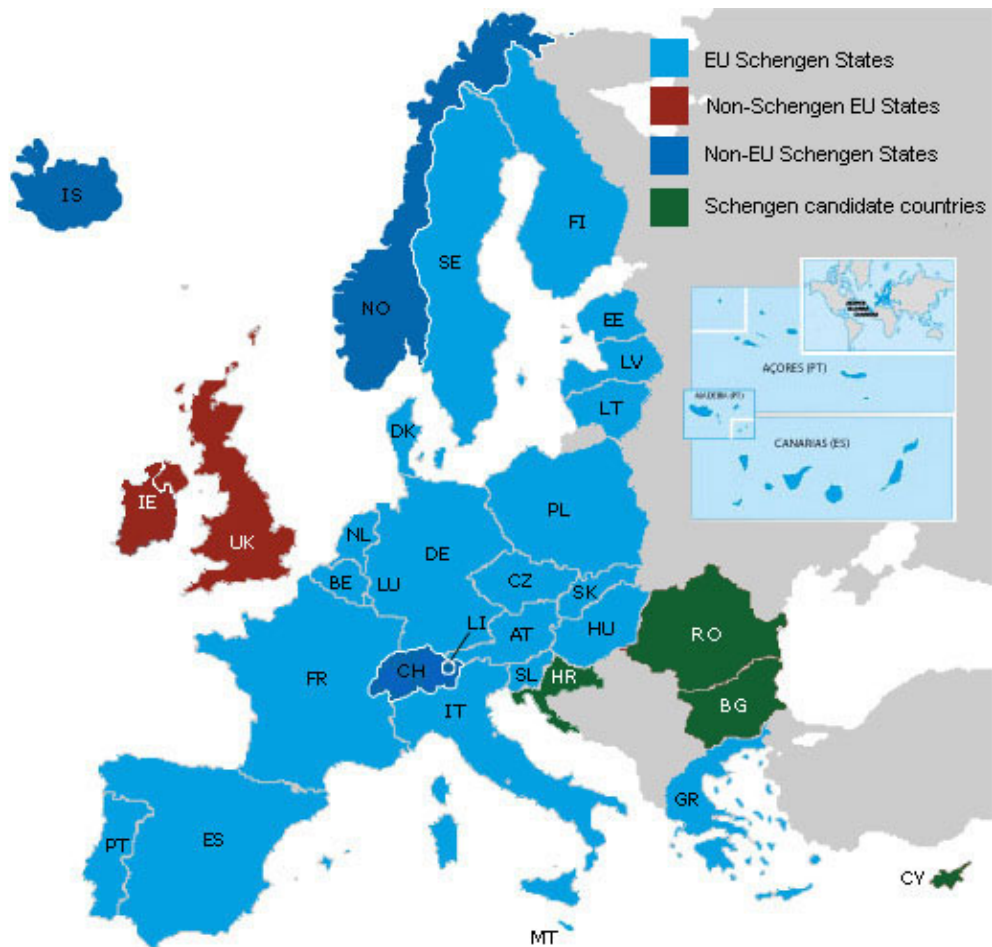 EU Schengen States
Non-Schengen EU States
Non-EU Schengen States
Schengen candidate countries
IS
FI
SE
NO
EE
LV
AÇORES (PT)
MADEIRA (PT)
LT
DK
CANARIAS (ES)
IE
PL
UK
NL
DE
BE
LU
CZ
SK
LI
AT
HU
RO
FR
CH
SL
HR
IT
BG
PT
ES
GR
CY
MT